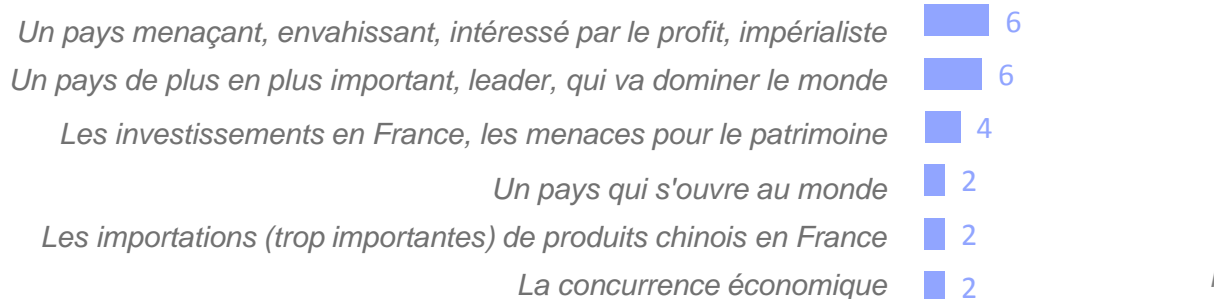 Un pays menaçant, envahissant, intéressé par le profit, impérialiste 6
Un pays de plus en plus important, leader, qui va dominer le monde 6
Les investissements en France, les menaces pour le patrimoine 4
Un pays qui s'ouvre au monde 2
Les importations (trop importantes) de produits chinois en France 2
La concurrence économique 2